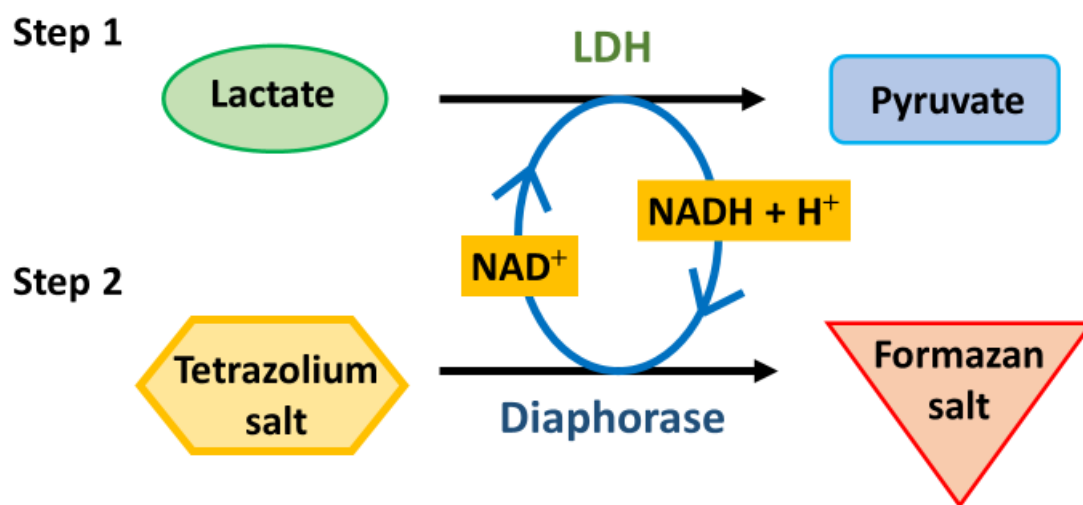 Step 1
LDH
Lactate
Pyruvate
NADH + H⁺
NAD⁺
Step 2
Tetrazolium
salt
Formazan
salt
Diaphorase